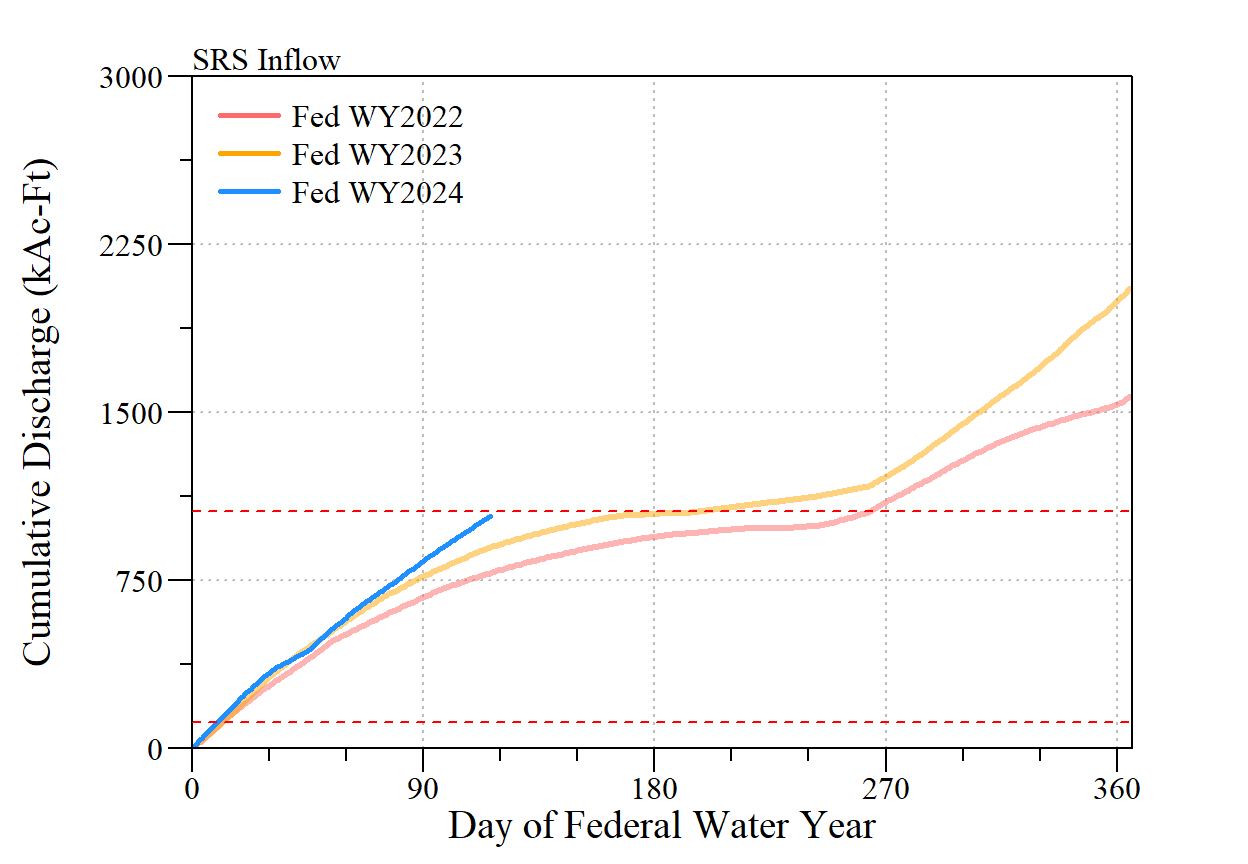 SRS Inflow
3000
2250
1500
750
0
Cumulative Discharge (kAc-Ft)
Fed WY2022
Fed WY2023
Fed WY2024
0 90 180 270 360
Day of Federal Water Year